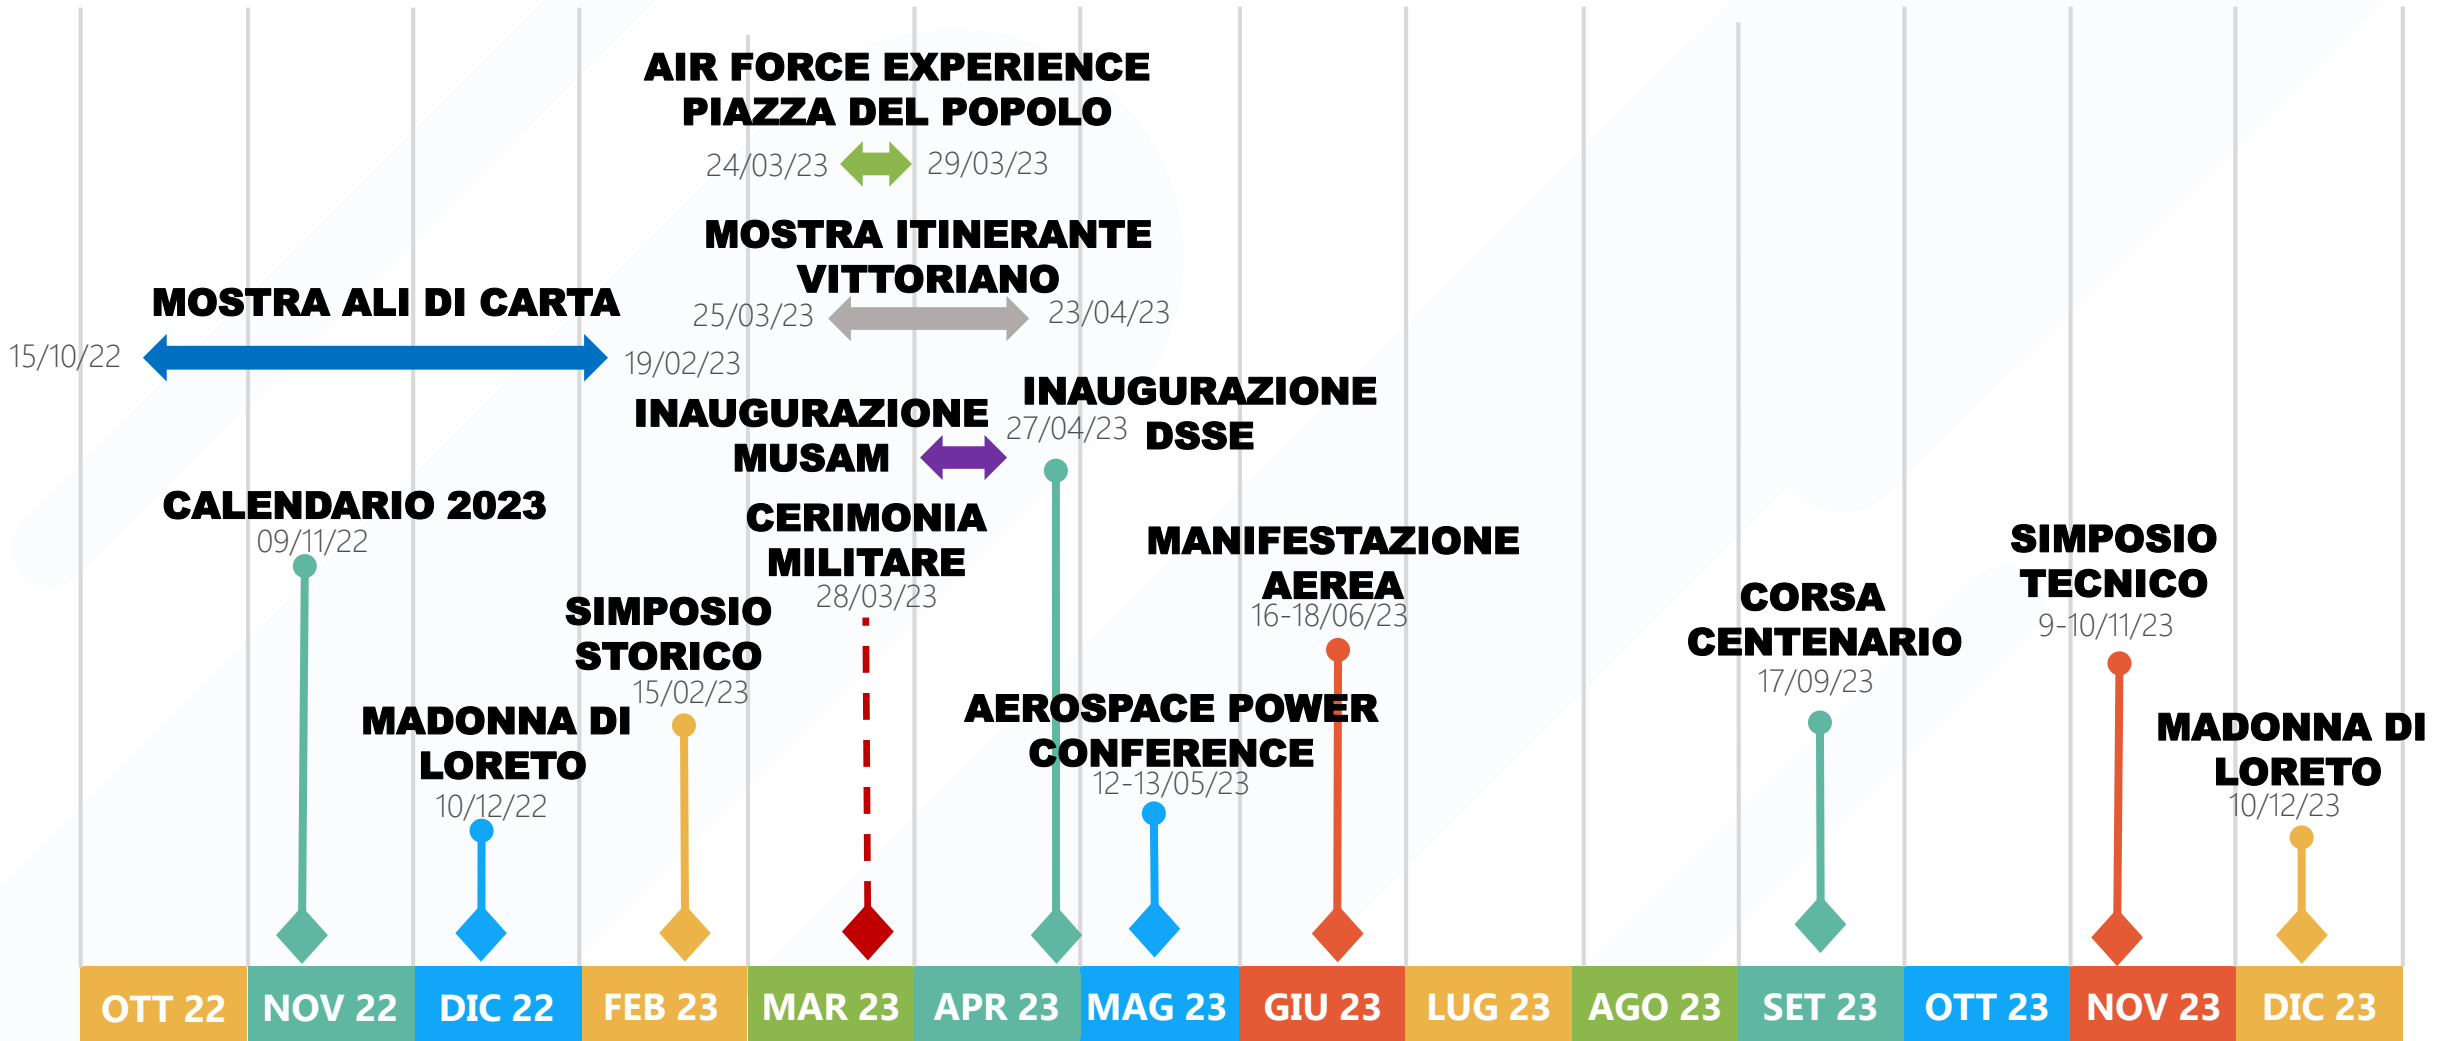 AIR FORCE EXPERIENCE
PIAZZA DEL POPOLO
24/03/23
29/03/23
MOSTRA ITINERANTE
VITTORIANO
25/03/23
23/04/23
MOSTRA ALI DI CARTA
15/10/22
19/02/23
INAUGURAZIONE
MUSAM
INAUGURAZIONE
DSSE
27/04/23
CALENDARIO 2023
09/11/22
CERIMONIA
MILITARE
28/03/23
MANIFESTAZIONE
AEREA
16-18/06/23
SIMPOSIO
TECNICO
9-10/11/23
SIMPOSIO
STORICO
15/02/23
CORSA
CENTENARIO
17/09/23
MADONNA DI
LORETO
10/12/22
AEROSPACE POWER
CONFERENCE
12-13/05/23
MADONNA DI
LORETO
10/12/23
OTT 22
NOV 22
DIC 22
FEB 23
MAR 23
APR 23
MAG 23
GIU 23
LUG 23
AGO 23
SET 23
OTT 23
NOV 23
DIC 23